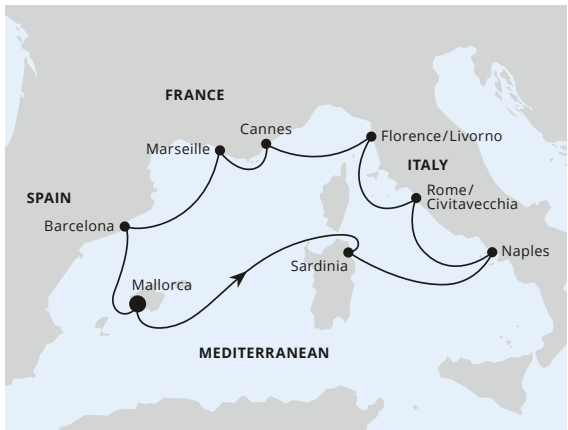 FRANCE
Cannes
Marseille
Florence/Livorno
ITALY
SPAIN
Rome/
Civitavecchia
Barcelona
Naples
Sardinia
Mallorca
MEDITERRANEAN